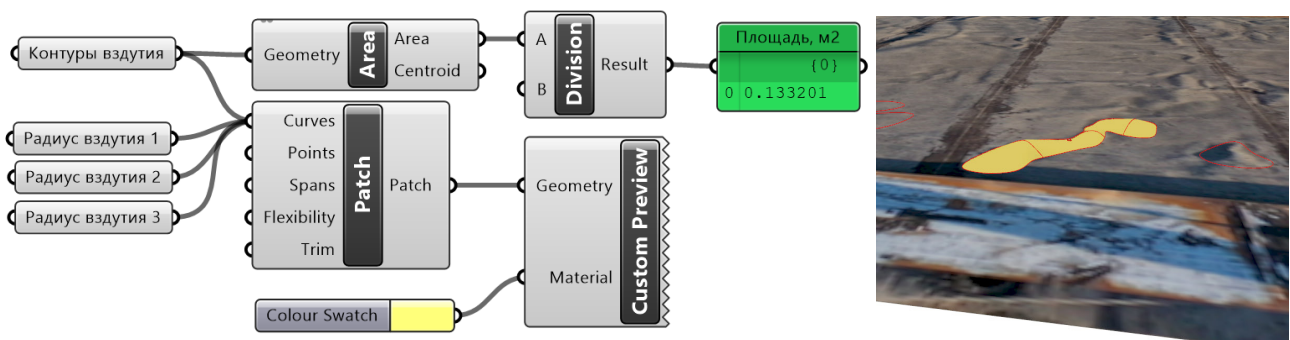 Контуры вздутия
Радиус вздутия 1
Радиус вздутия 2
Радиус вздутия 3
Geometry
Area
Area
Centroid
Curves
Points
Spans
Flexibility
Trim
Patch
Patch
Colour Swatch
A
B
Division
Result
Geometry
Material
Custom Preview
Площадь, м2
{0}
0 0.133201